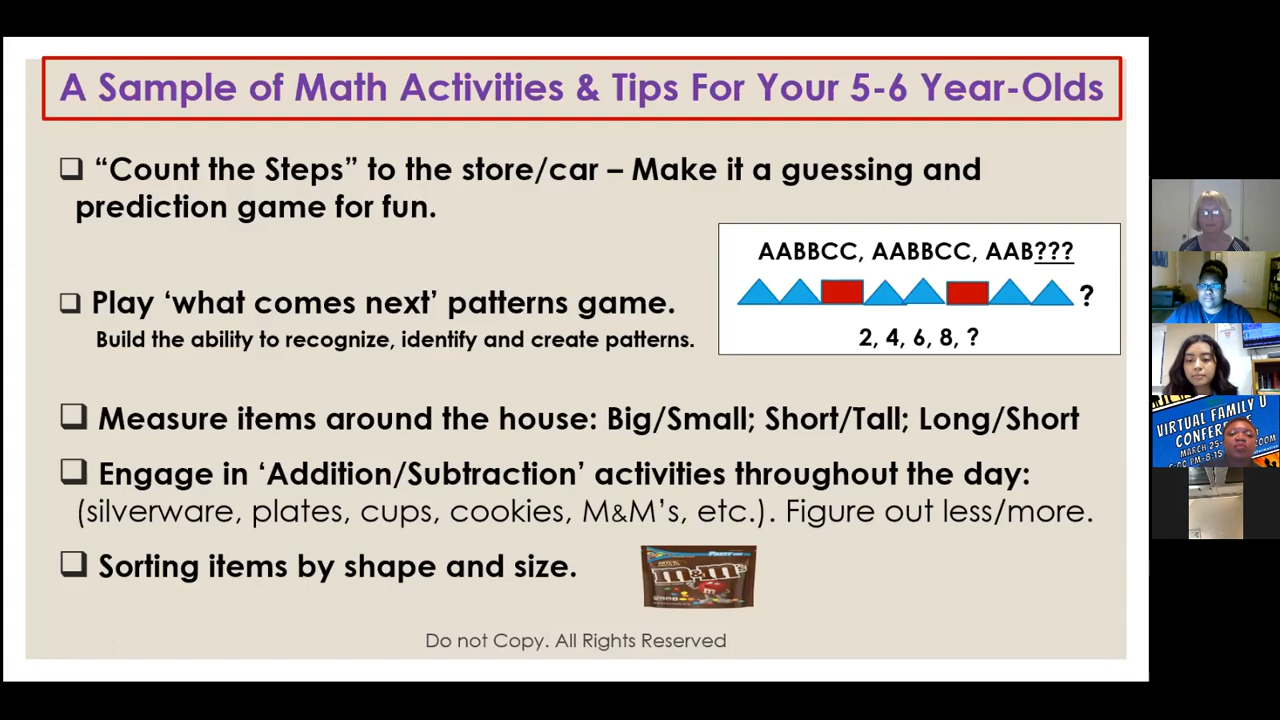 A Sample of Math Activities & Tips For Your 5-6 Year-Olds
“Count the Steps” to the store/car – Make it a guessing and
prediction game for fun.
AABBCC, AABBCC, AAB???
?
2, 4, 6, 8, ?
Play ‘what comes next’ patterns game.
Build the ability to recognize, identify and create patterns.
Measure items around the house: Big/Small; Short/Tall; Long/Short
Engage in ‘Addition/Subtraction’ activities throughout the day:
(silverware, plates, cups, cookies, M&M’s, etc.). Figure out less/more.
Sorting items by shape and size.
m&m's
Do not Copy. All Rights Reserved
VIRTUAL FAMILY U
CONFERENCE
MARCH 25